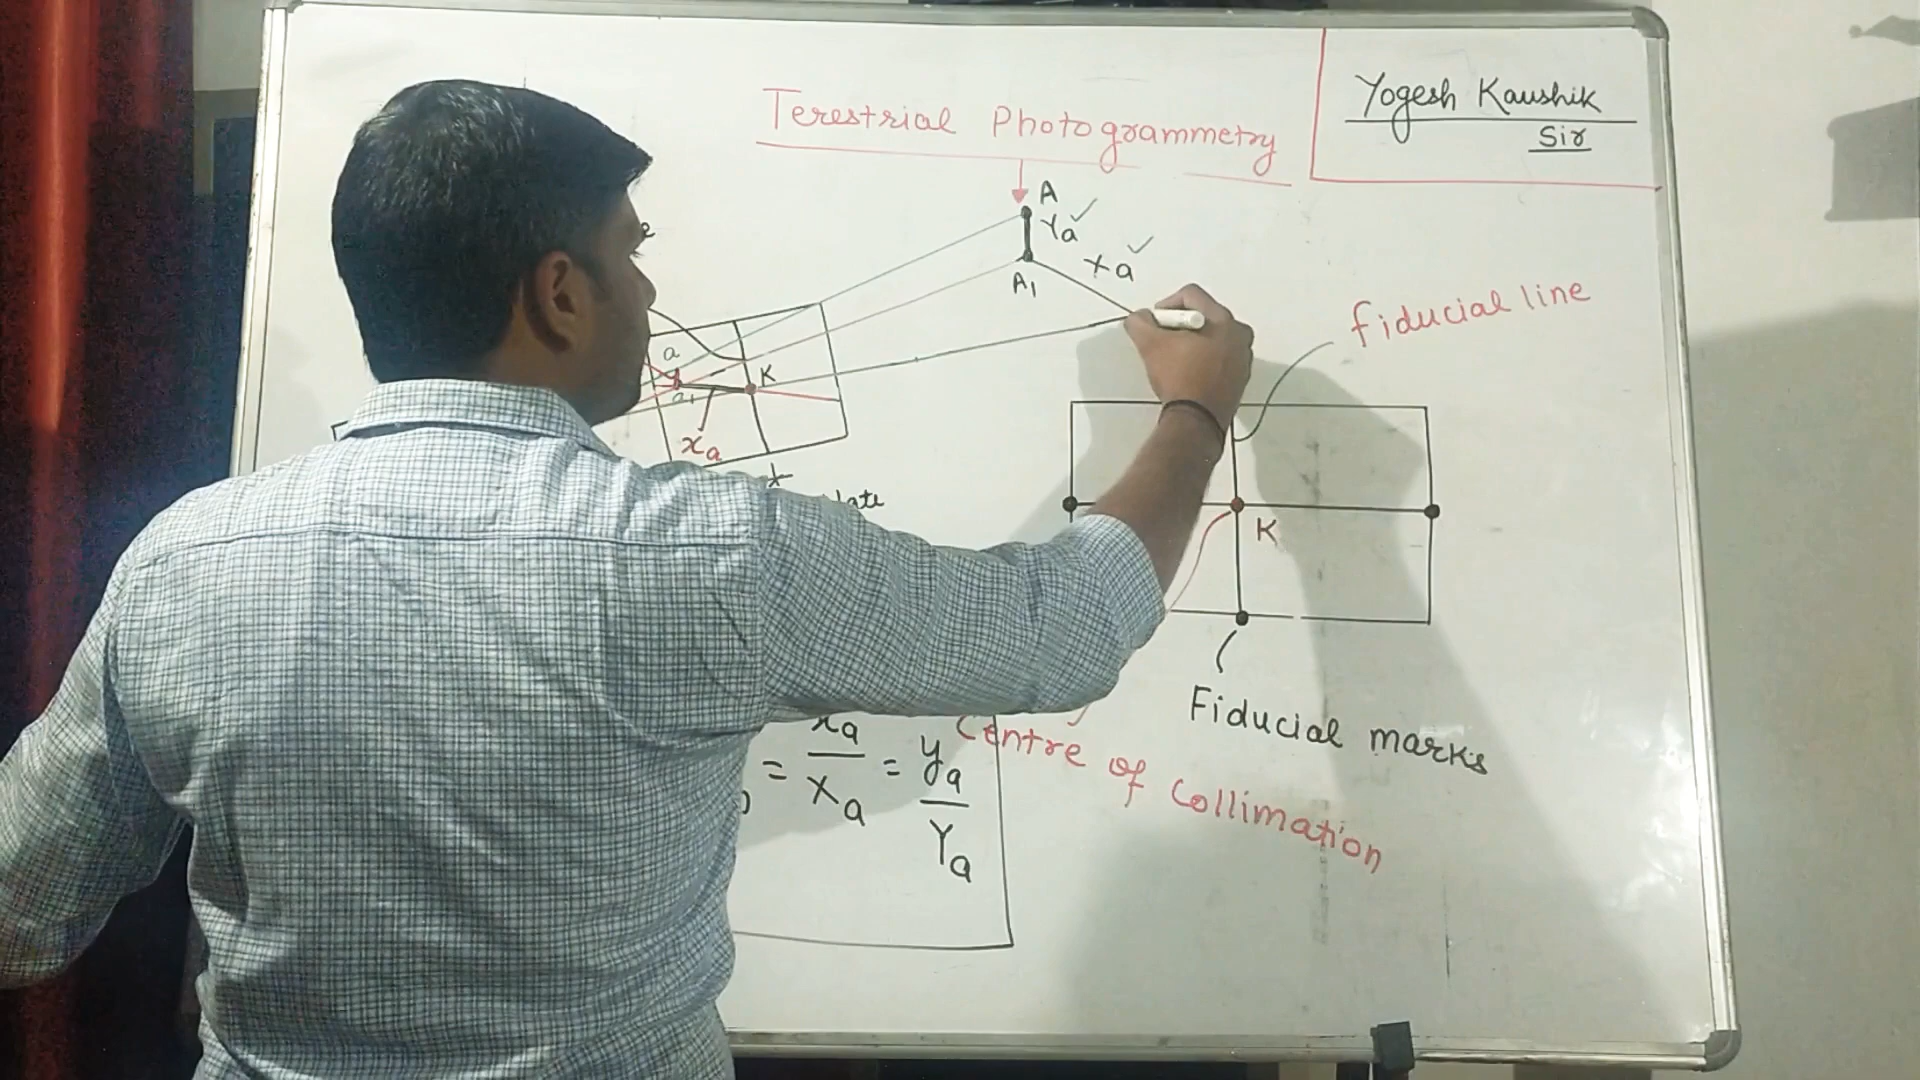 Terestrial Photogrammetry
Yogesh Kaushik
Sir
A
Ya
Xa
A1
fiducial line
a
K
a1
xa
K
Fiducial marks
Centre of Collimation
= xa / Xa = ya / Ya